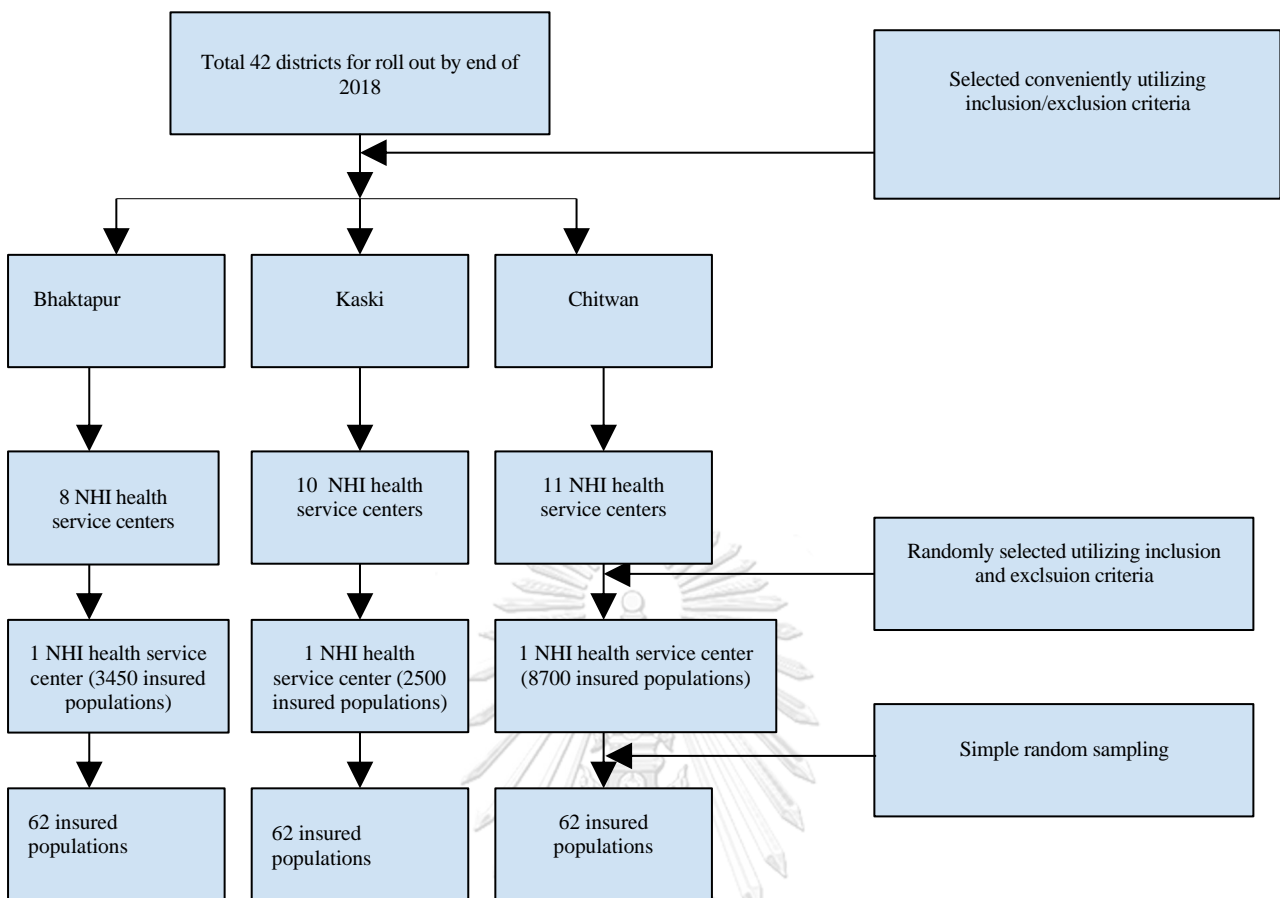 Total 42 districts for roll out by end of
2018
Selected conveniently utilizing
inclusion/exclusion criteria
Bhaktapur
Kaski
Chitwan
8 NHI health
service centers
10 NHI health
service centers
11 NHI health
service centers
Randomly selected utilizing inclusion
and exclsuion criteria
1 NHI health service
center (3450 insured
populations)
1 NHI health
service center (2500
insured populations)
1 NHI health service center
(8700 insured populations)
Simple random sampling
62 insured
populations
62 insured
populations
62 insured
populations